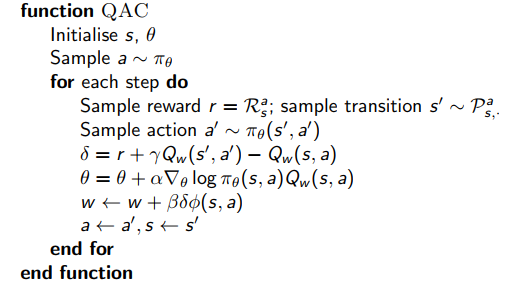 function QAC
Initialise s, θ
Sample a ∼ π_θ
for each step do
Sample reward r = R_s^a; sample transition s′ ∼ P_{s,·}^a
Sample action a′ ∼ π_θ(s′, a′)
δ = r + γQ_w(s′, a′) − Q_w(s, a)
θ = θ + α∇_θ log π_θ(s, a)Q_w(s, a)
w ← w + βδϕ(s, a)
a ← a′, s ← s′
end for
end function